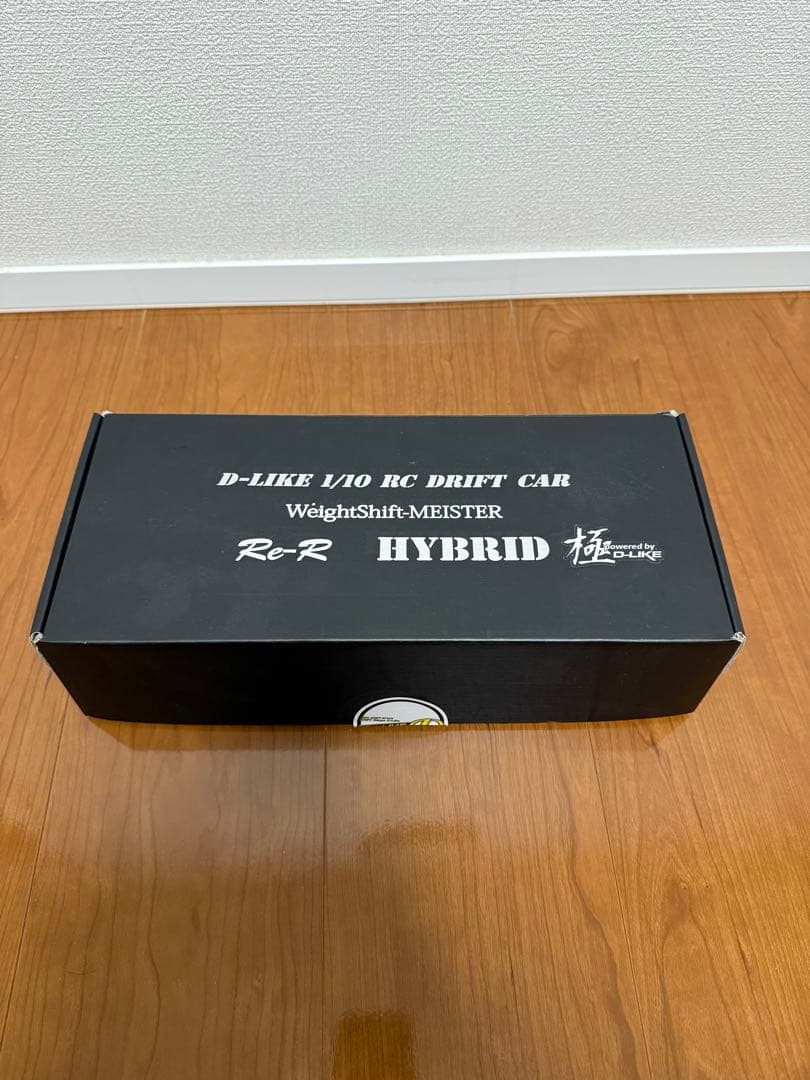 D-LIKE 1/10 RC DRIFT CAR
WeightShift-MEISTER
Re-R HYBRID 極 powered by D-LIKE